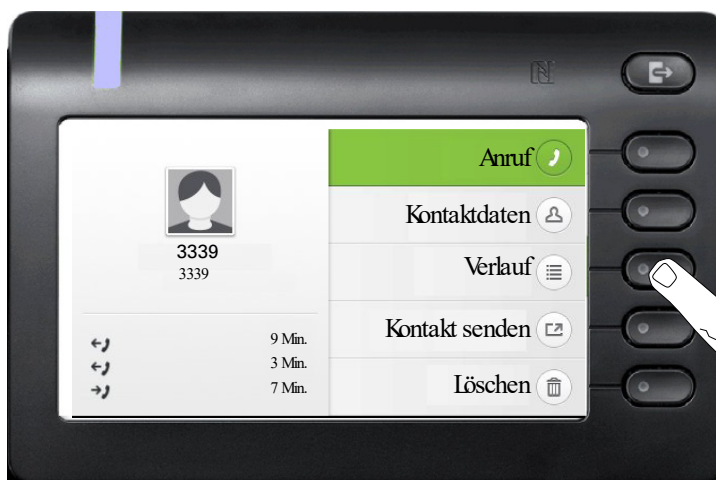 3339
3339
9 Min.
3 Min.
7 Min.
Anruf
Kontaktdaten
Verlauf
Kontakt senden
Löschen